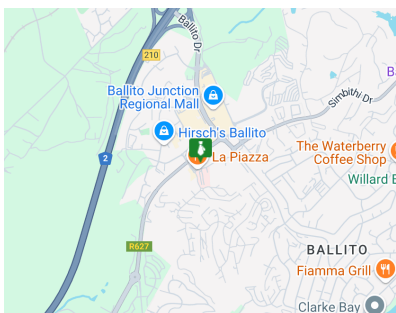 Ballito Dr
210
Ballito Junction
Regional Mall
Simbithi Dr
Hirsch's Ballito
The Waterberry
Coffee Shop
La Piazza
2
Willard B
R627
BALLITO
Fiamma Grill
Clarke Bay